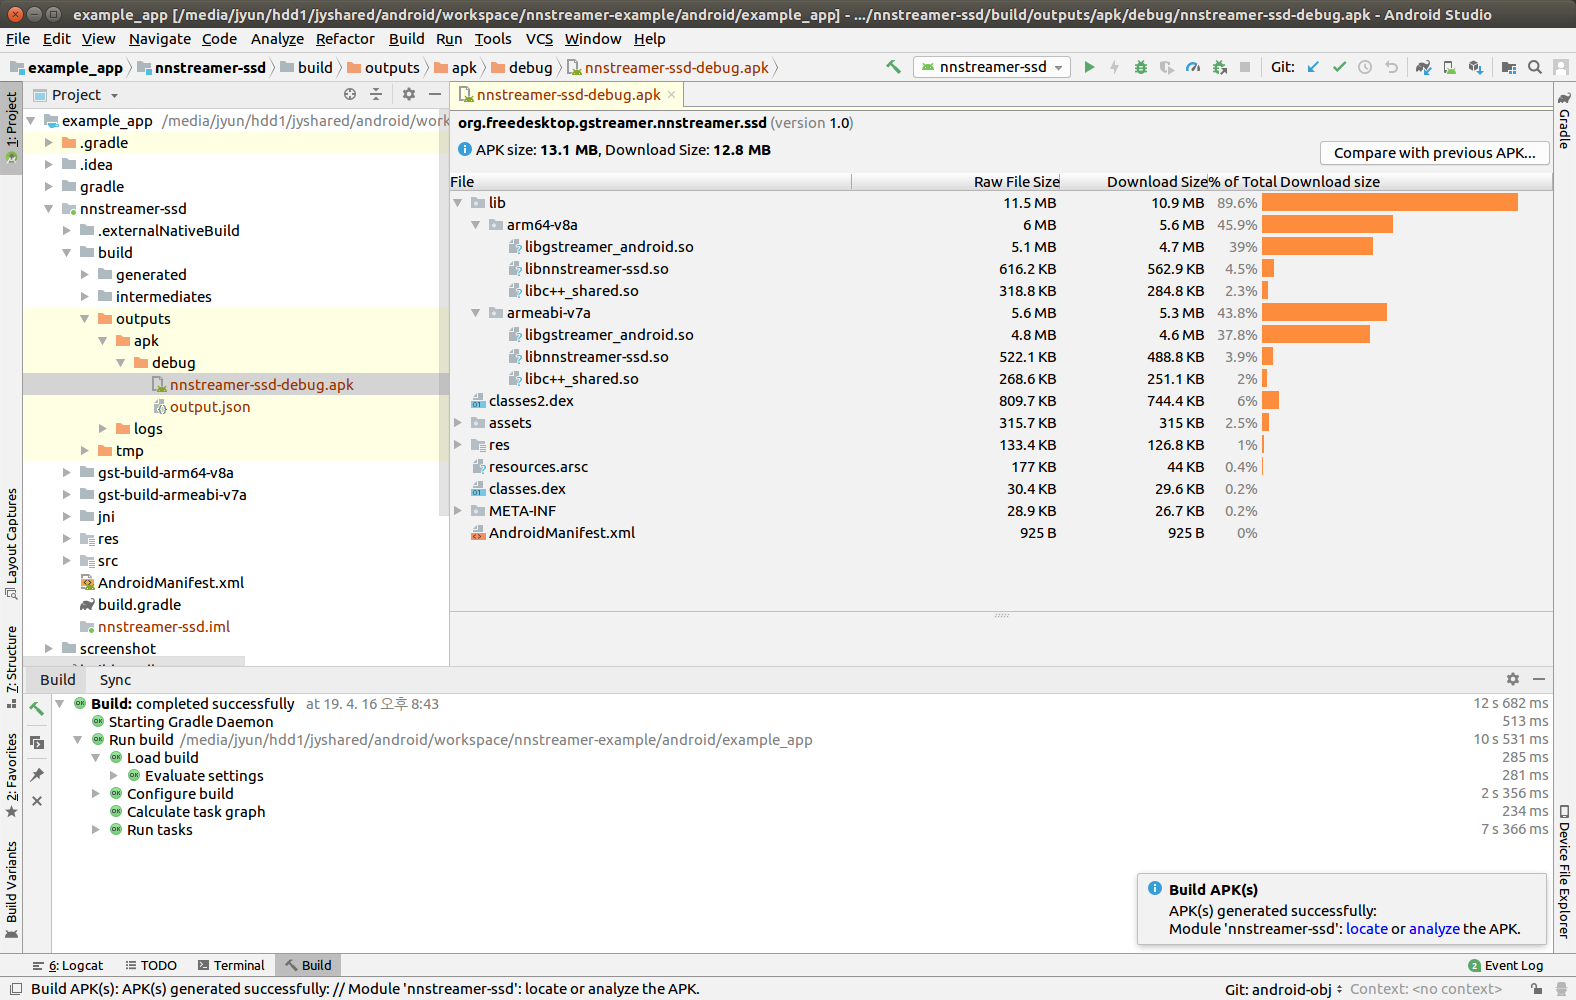 example_app [/media/jyun/hdd1/jyshared/android/workspace/nnstreamer-example/android/example_app] - .../nnstreamer-ssd/build/outputs/apk/debug/nnstreamer-ssd-debug.apk - Android Studio
File Edit View Navigate Code Analyze Refactor Build Run Tools VCS Window Help
example_app nnstreamer-ssd build outputs apk debug nnstreamer-ssd-debug.apk nnstreamer-ssd Git:
1: Project
Layout Captures
7: Structure
2: Favorites
Build Variants
Project
example_app /media/jyun/hdd1/jyshared/android/work
.gradle
.idea
gradle
nnstreamer-ssd
.externalNativeBuild
build
generated
intermediates
outputs
apk
debug
nnstreamer-ssd-debug.apk
output.json
logs
tmp
gst-build-arm64-v8a
gst-build-armeabi-v7a
jni
res
src
AndroidManifest.xml
build.gradle
nnstreamer-ssd.iml
screenshot
nnstreamer-ssd-debug.apk
org.freedesktop.gstreamer.nnstreamer.ssd (version 1.0)
APK size: 13.1 MB, Download Size: 12.8 MB
Compare with previous APK...
File Raw File Size Download Size % of Total Download size
lib 11.5 MB 10.9 MB 89.6%
arm64-v8a 6 MB 5.6 MB 45.9%
libgstreamer_android.so 5.1 MB 4.7 MB 39%
libnnstreamer-ssd.so 616.2 KB 562.9 KB 4.5%
libc++_shared.so 318.8 KB 284.8 KB 2.3%
armeabi-v7a 5.6 MB 5.3 MB 43.8%
libgstreamer_android.so 4.8 MB 4.6 MB 37.8%
libnnstreamer-ssd.so 522.1 KB 488.8 KB 3.9%
libc++_shared.so 268.6 KB 251.1 KB 2%
classes2.dex 809.7 KB 744.4 KB 6%
assets 315.7 KB 315 KB 2.5%
res 133.4 KB 126.8 KB 1%
resources.arsc 177 KB 44 KB 0.4%
classes.dex 30.4 KB 29.6 KB 0.2%
META-INF 28.9 KB 26.7 KB 0.2%
AndroidManifest.xml 925 B 925 B 0%
Gradle
Device File Explorer
Build Sync
Build: completed successfully at 19. 4. 16 오후 8:43 12 s 682 ms
Starting Gradle Daemon 513 ms
Run build /media/jyun/hdd1/jyshared/android/workspace/nnstreamer-example/android/example_app 10 s 531 ms
Load build 285 ms
Evaluate settings 281 ms
Configure build 2 s 356 ms
Calculate task graph 234 ms
Run tasks 7 s 366 ms
Build APK(s)
APK(s) generated successfully:
Module 'nnstreamer-ssd': locate or analyze the APK.
6: Logcat TODO Terminal Build 2 Event Log
Build APK(s): APK(s) generated successfully: // Module 'nnstreamer-ssd': locate or analyze the APK. Git: android-obj Context: <no context>